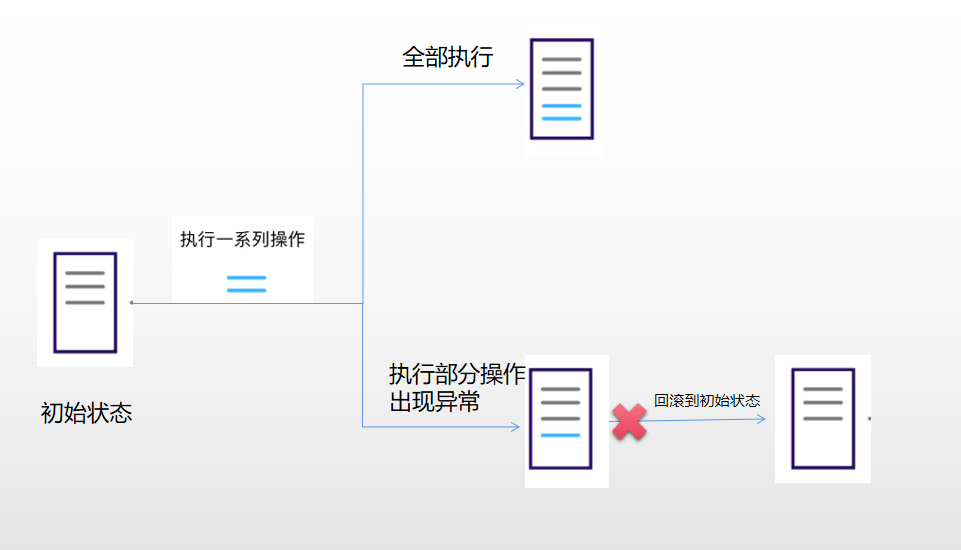 全部执行
执行一系列操作
初始状态
执行部分操作
出现异常
回滚到初始状态